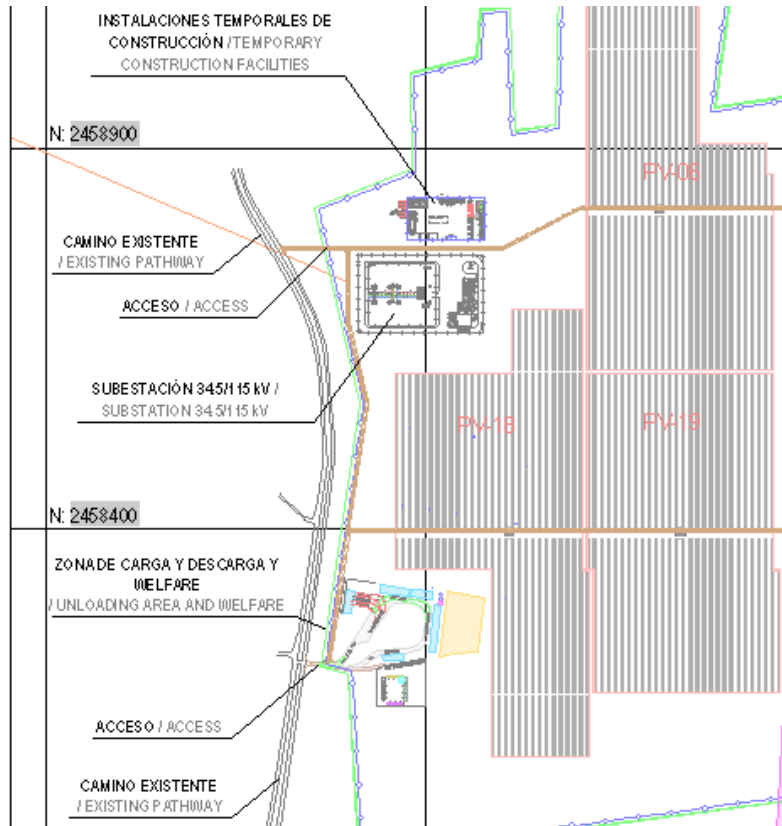 INSTALACIONES TEMPORALES DE
CONSTRUCCIÓN / TEMPORARY
CONSTRUCTION FACILITIES
N: 2458900
PV-06
CAMINO EXISTENTE
/ EXISTING PATHWAY
ACCESO / ACCESS
SUBESTACIÓN 34.5/115 kV /
SUBSTATION 34.5/115 kV
PV-18
PV-19
N: 2458400
ZONA DE CARGA Y DESCARGA Y
WELFARE
/ UNLOADING AREA AND WELFARE
ACCESO / ACCESS
CAMINO EXISTENTE
/ EXISTING PATHWAY